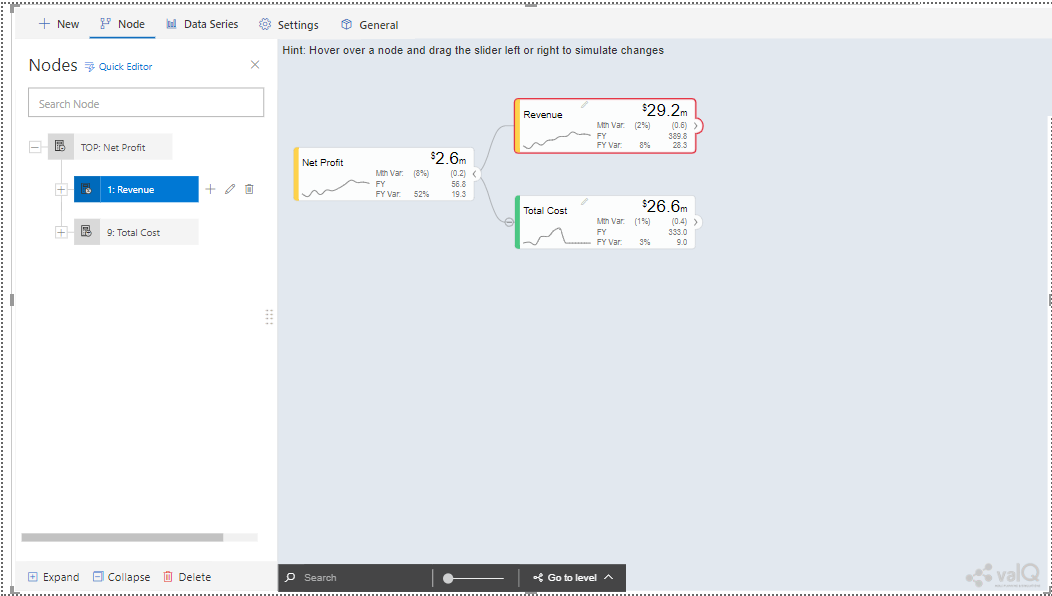 New Node Data Series Settings General
Nodes Quick Editor
Search Node
TOP: Net Profit
1: Revenue
9: Total Cost
Expand Collapse Delete
Hint: Hover over a node and drag the slider left or right to simulate changes
Net Profit $2.6m
Mth Var: (8%) (0.2)
FY 56.8
FY Var: 52% 19.3
Revenue $29.2m
Mth Var: (2%) (0.6)
FY 389.8
FY Var: 8% 28.3
Total Cost $26.6m
Mth Var: (1%) (0.4)
FY 333.0
FY Var: 3% 9.0
Search Go to level
valQ